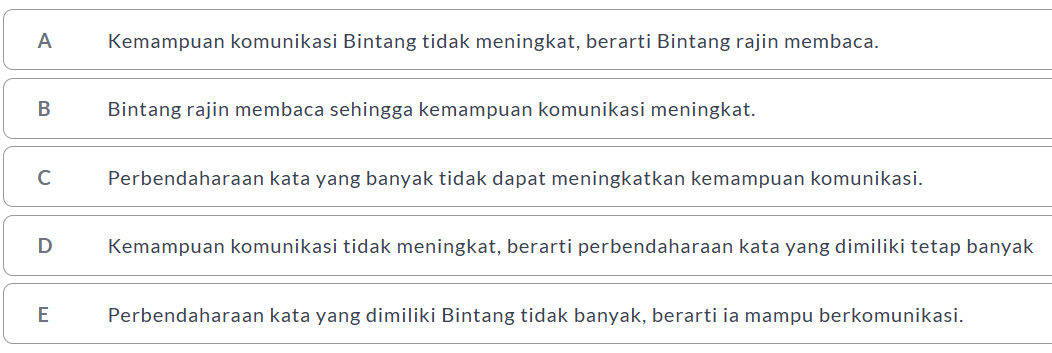 A Kemampuan komunikasi Bintang tidak meningkat, berarti Bintang rajin membaca.
B Bintang rajin membaca sehingga kemampuan komunikasi meningkat.
C Perbendaharaan kata yang banyak tidak dapat meningkatkan kemampuan komunikasi.
D Kemampuan komunikasi tidak meningkat, berarti perbendaharaan kata yang dimiliki tetap banyak
E Perbendaharaan kata yang dimiliki Bintang tidak banyak, berarti ia mampu berkomunikasi.